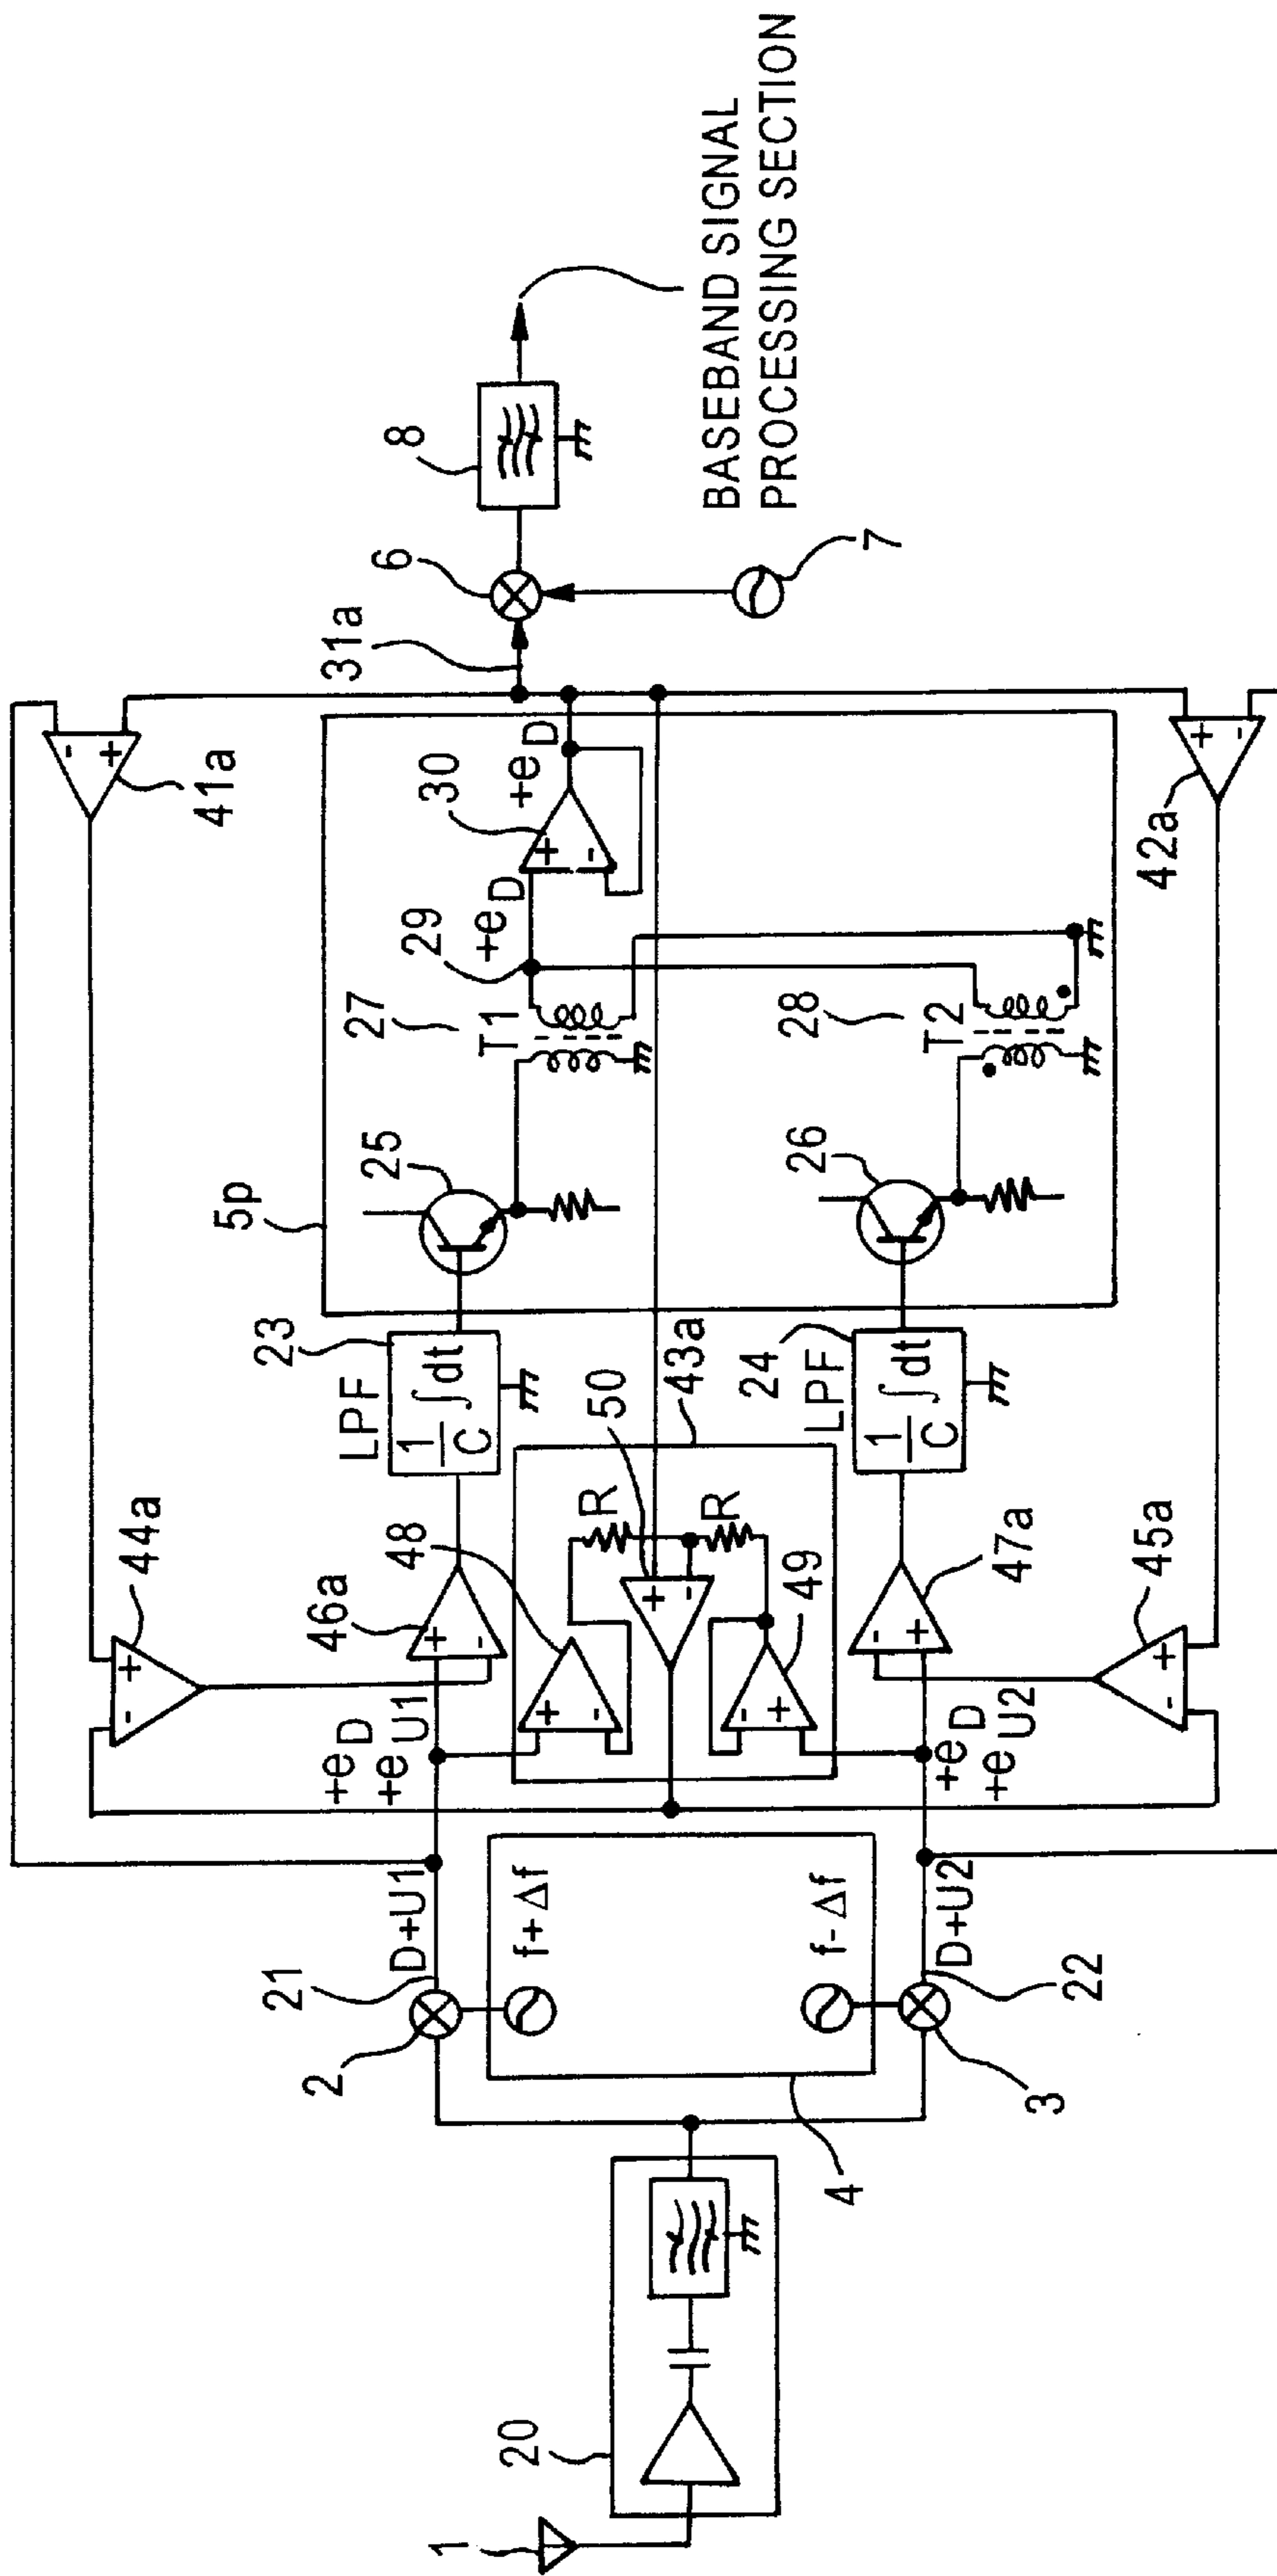 1
20
2
21
D+U1
f+Δf
4
f-Δf
D+U2
22
3
+eD
+eU1
+eD
+eU2
44a
-
+
46a
+
-
48
+
-
R
50
+
-
R
43a
49
-
+
47a
-
+
45a
+
-
LPF
23
1/C ∫dt
LPF
24
1/C ∫dt
5p
25
26
27
T1
28
T2
29
+eD
30
+
-
+eD
41a
-
+
42a
+
-
31a
6
7
8
BASEBAND SIGNAL
PROCESSING SECTION